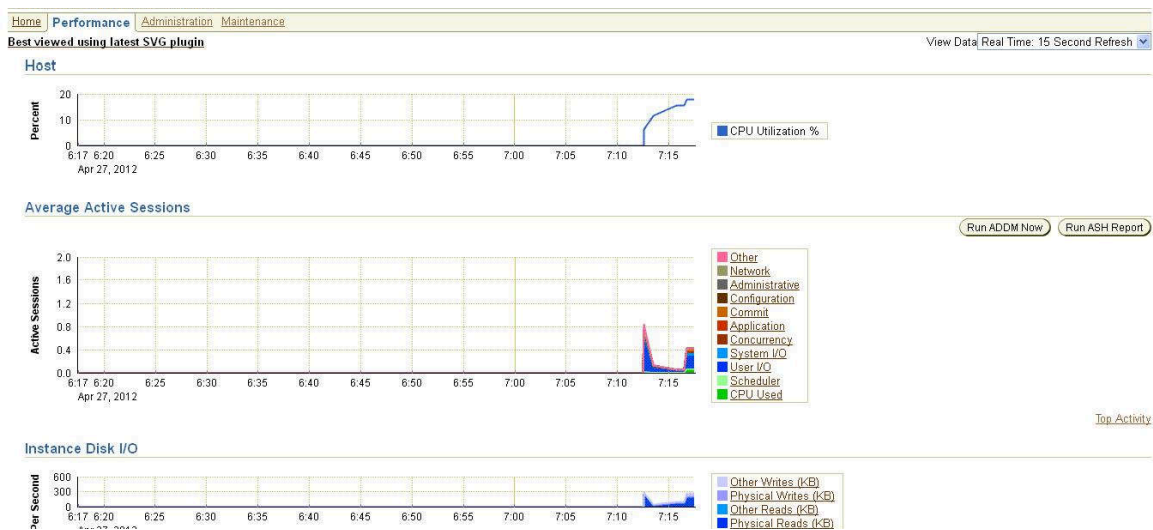 Home Performance Administration Maintenance
Best viewed using latest SVG plugin
View Data Real Time: 15 Second Refresh
Host
Percent
20
10
0
6:17 6:20 6:25 6:30 6:35 6:40 6:45 6:50 6:55 7:00 7:05 7:10 7:15
Apr 27, 2012
CPU Utilization %
Average Active Sessions
Run ADDM Now Run ASH Report
Active Sessions
2.0
1.6
1.2
0.8
0.4
0.0
6:17 6:20 6:25 6:30 6:35 6:40 6:45 6:50 6:55 7:00 7:05 7:10 7:15
Apr 27, 2012
Other
Network
Administrative
Configuration
Commit
Application
Concurrency
System I/O
User I/O
Scheduler
CPU Used
Top Activity
Instance Disk I/O
Per Second
600
300
0
6:17 6:20 6:25 6:30 6:35 6:40 6:45 6:50 6:55 7:00 7:05 7:10 7:15
Apr 27, 2012
Other Writes (KB)
Physical Writes (KB)
Other Reads (KB)
Physical Reads (KB)